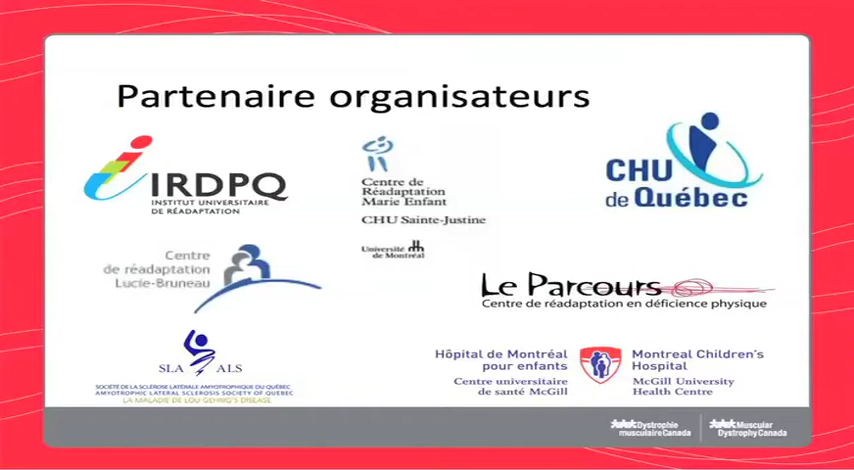 Partenaire organisateurs
IRDPQ
INSTITUT UNIVERSITAIRE
DE RÉADAPTATION
Centre de
Réadaptation
Marie Enfant
CHU Sainte-Justine
Université
de Montréal
CHU
de Québec
Centre
de réadaptation
Lucie-Bruneau
Le Parcours
Centre de réadaptation en déficience physique
SLA ALS
SOCIÉTÉ DE LA SCLÉROSE LATÉRALE AMYOTROPHIQUE DU QUÉBEC
AMYOTROPHIC LATERAL SCLEROSIS SOCIETY OF QUEBEC
LA MALADIE DE LOU GEHRIG'S DISEASE
Hôpital de Montréal
pour enfants
Centre universitaire
de santé McGill
Montreal Children's
Hospital
McGill University
Health Centre
Dystrophie
musculaire Canada
Muscular
Dystrophy Canada